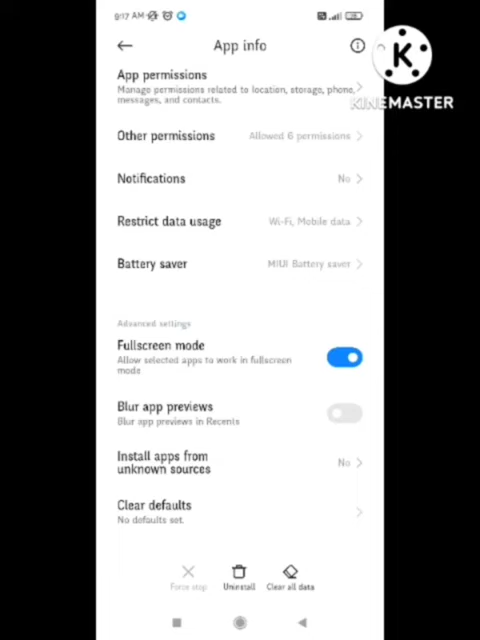 9:17 AM
App info
App permissions
Manage permissions related to location, storage, phone,
messages, and contacts.
K
KINEMASTER
Other permissions
Allowed 6 permissions
Notifications
No
Restrict data usage
Wi-Fi, Mobile data
Battery saver
MIUI Battery saver
Advanced settings
Fullscreen mode
Allow selected apps to work in fullscreen
mode
Blur app previews
Blur app previews in Recents
Install apps from
unknown sources
No
Clear defaults
No defaults set.
Force stop
Uninstall
Clear all data